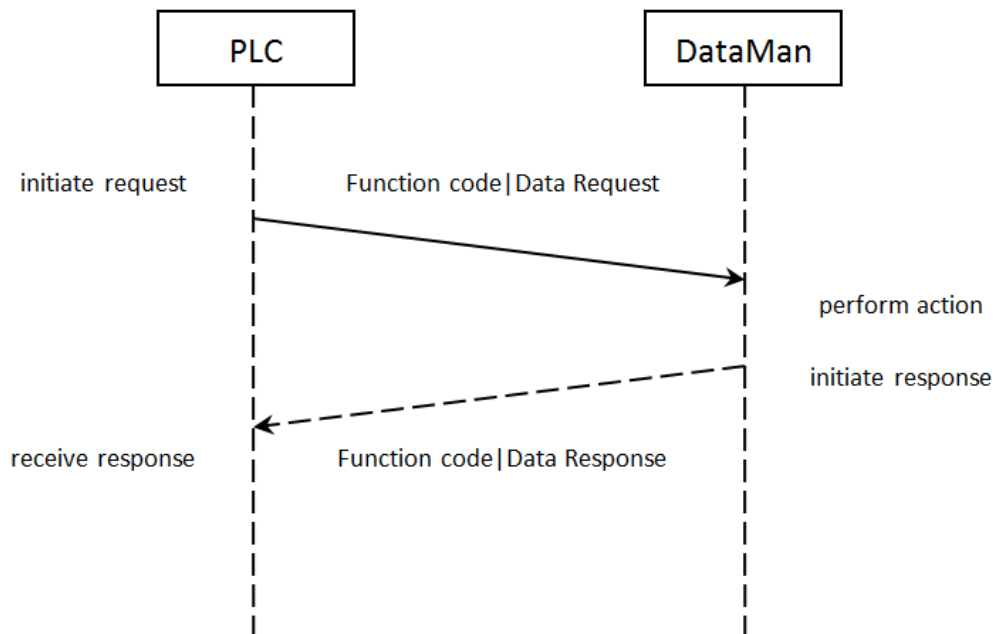 PLC
DataMan
initiate request
Function code|Data Request
perform action
initiate response
receive response
Function code|Data Response